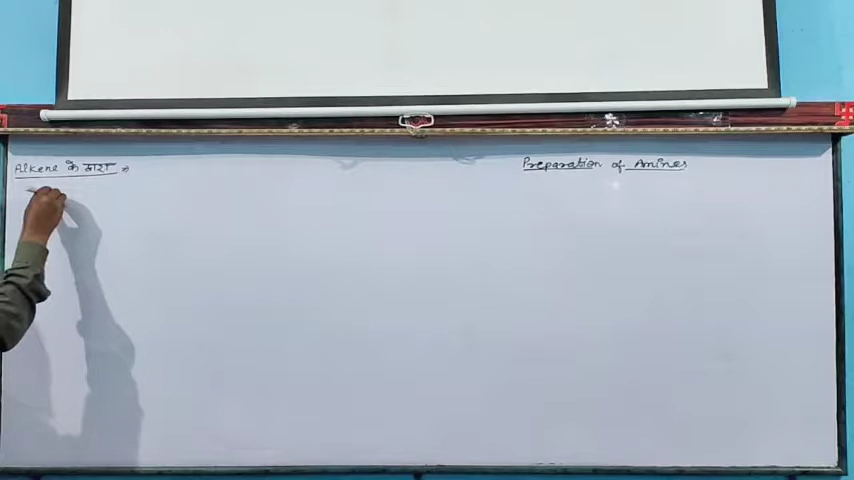 Alkene के द्वारा ⇒
Preparation of Amines